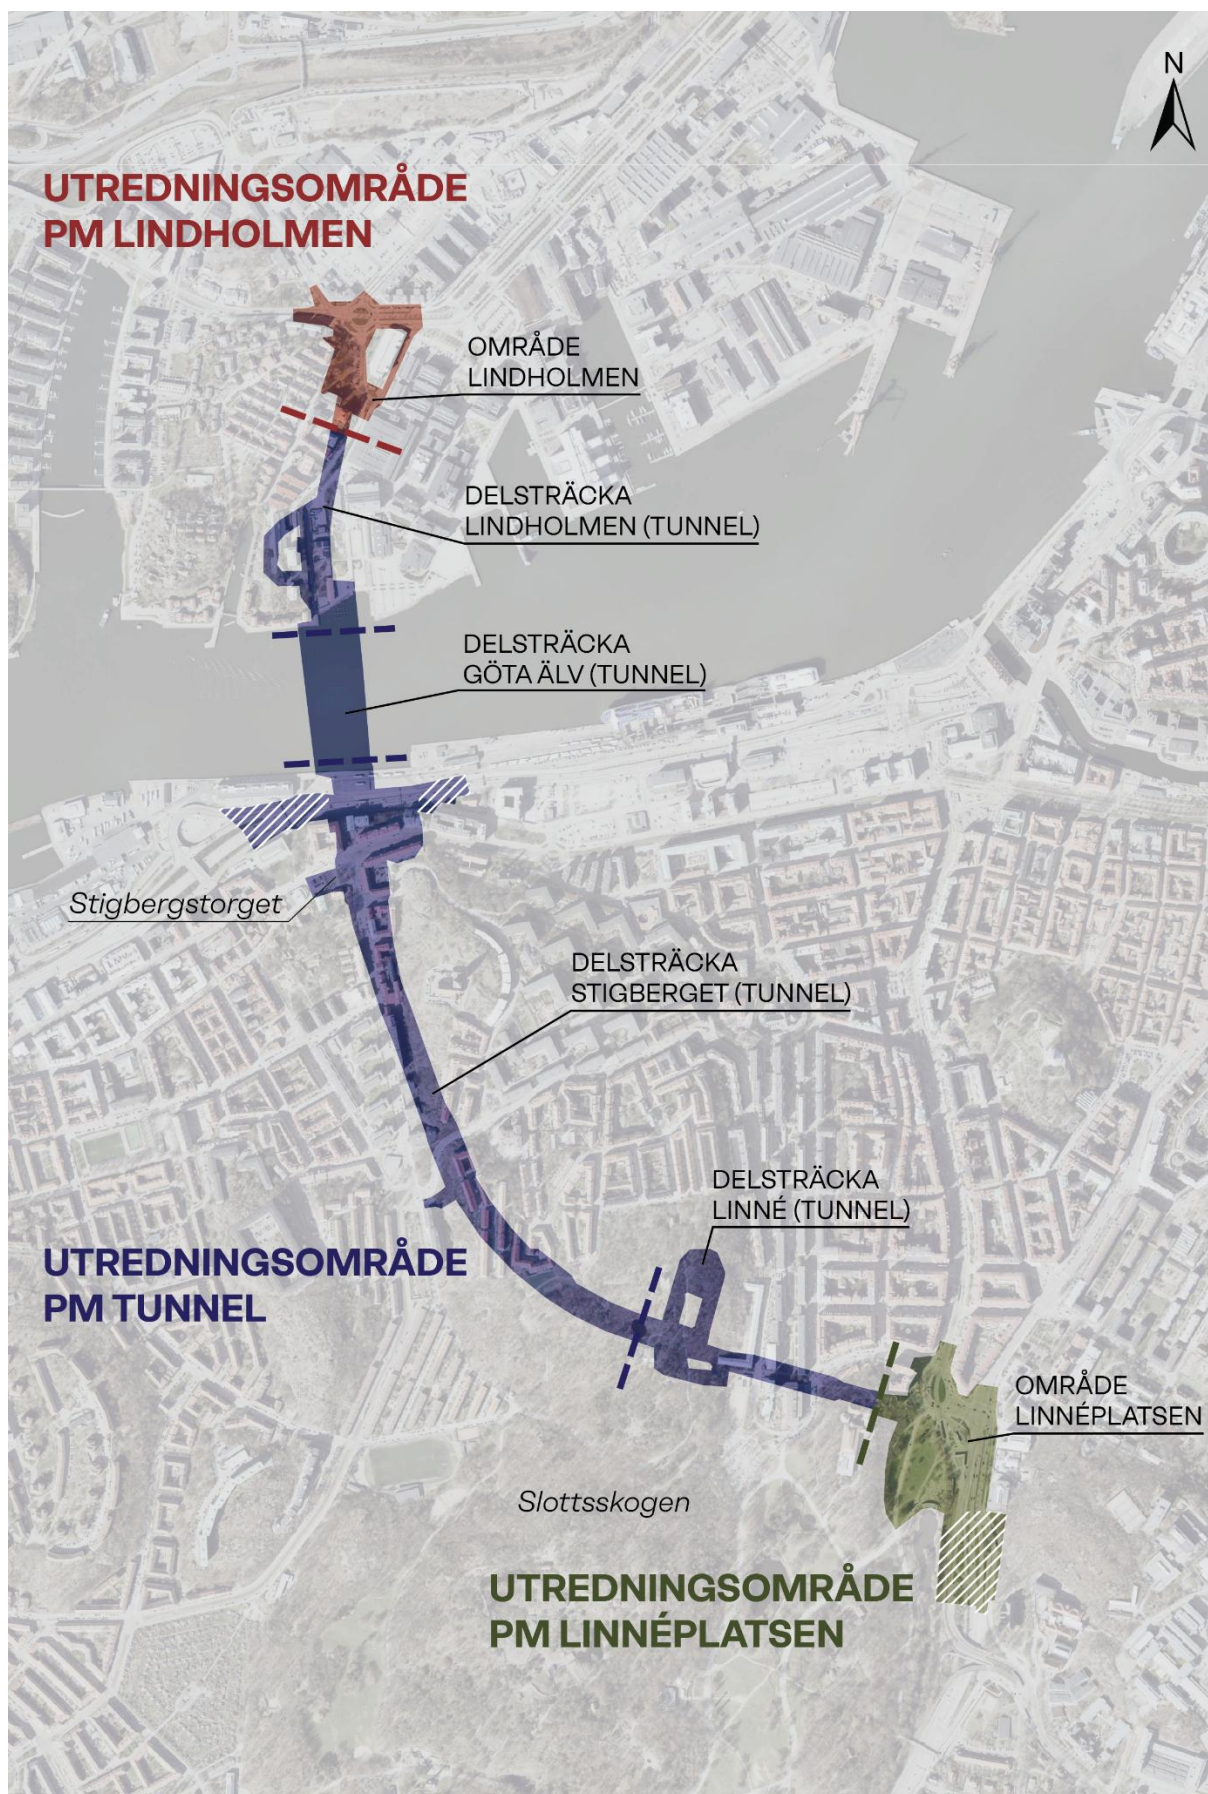 N
UTREDNINGSOMRÅDE
PM LINDHOLMEN
OMRÅDE
LINDHOLMEN
DELSTRÄCKA
LINDHOLMEN (TUNNEL)
DELSTRÄCKA
GÖTA ÄLV (TUNNEL)
Stigbergstorget
DELSTRÄCKA
STIGBERGET (TUNNEL)
DELSTRÄCKA
LINNÉ (TUNNEL)
UTREDNINGSOMRÅDE
PM TUNNEL
OMRÅDE
LINNÉPLATSEN
Slottsskogen
UTREDNINGSOMRÅDE
PM LINNÉPLATSEN